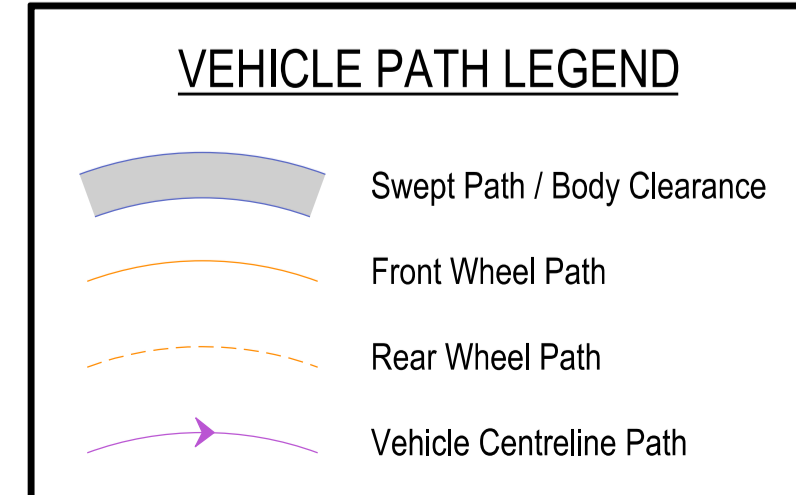 VEHICLE PATH LEGEND
Swept Path / Body Clearance
Front Wheel Path
Rear Wheel Path
Vehicle Centreline Path